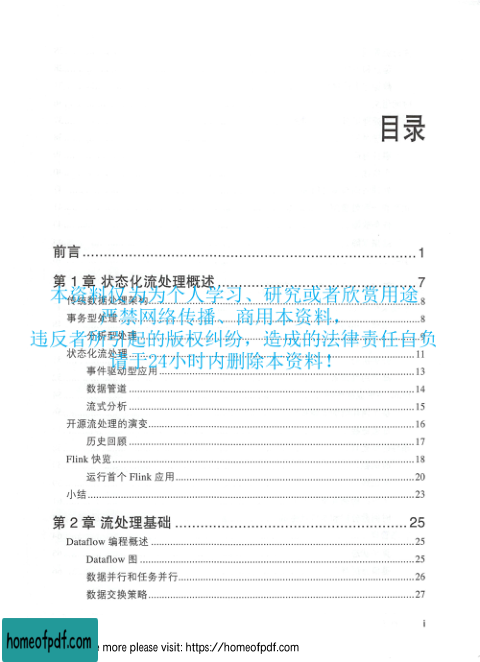 目录
前言 1
第 1 章 状态化流处理概述 7
本资料仅为为个人学习、研究或者欣赏用途,
传统数据处理架构 8
严禁网络传播、商用本资料,
事务型处理 8
违反者所引起的版权纠纷,造成的法律责任自负
分析型处理 9
状态化流处理 11
请于24小时内删除本资料!
事件驱动型应用 13
数据管道 14
流式分析 15
开源流处理的演变 16
历史回顾 17
Flink 快览 18
运行首个 Flink 应用 20
小结 23
第 2 章 流处理基础 25
Dataflow 编程概述 25
Dataflow 图 25
数据并行和任务并行 26
数据交换策略 27
i
homeofpdf.com
e more please visit: https://homeofpdf.com